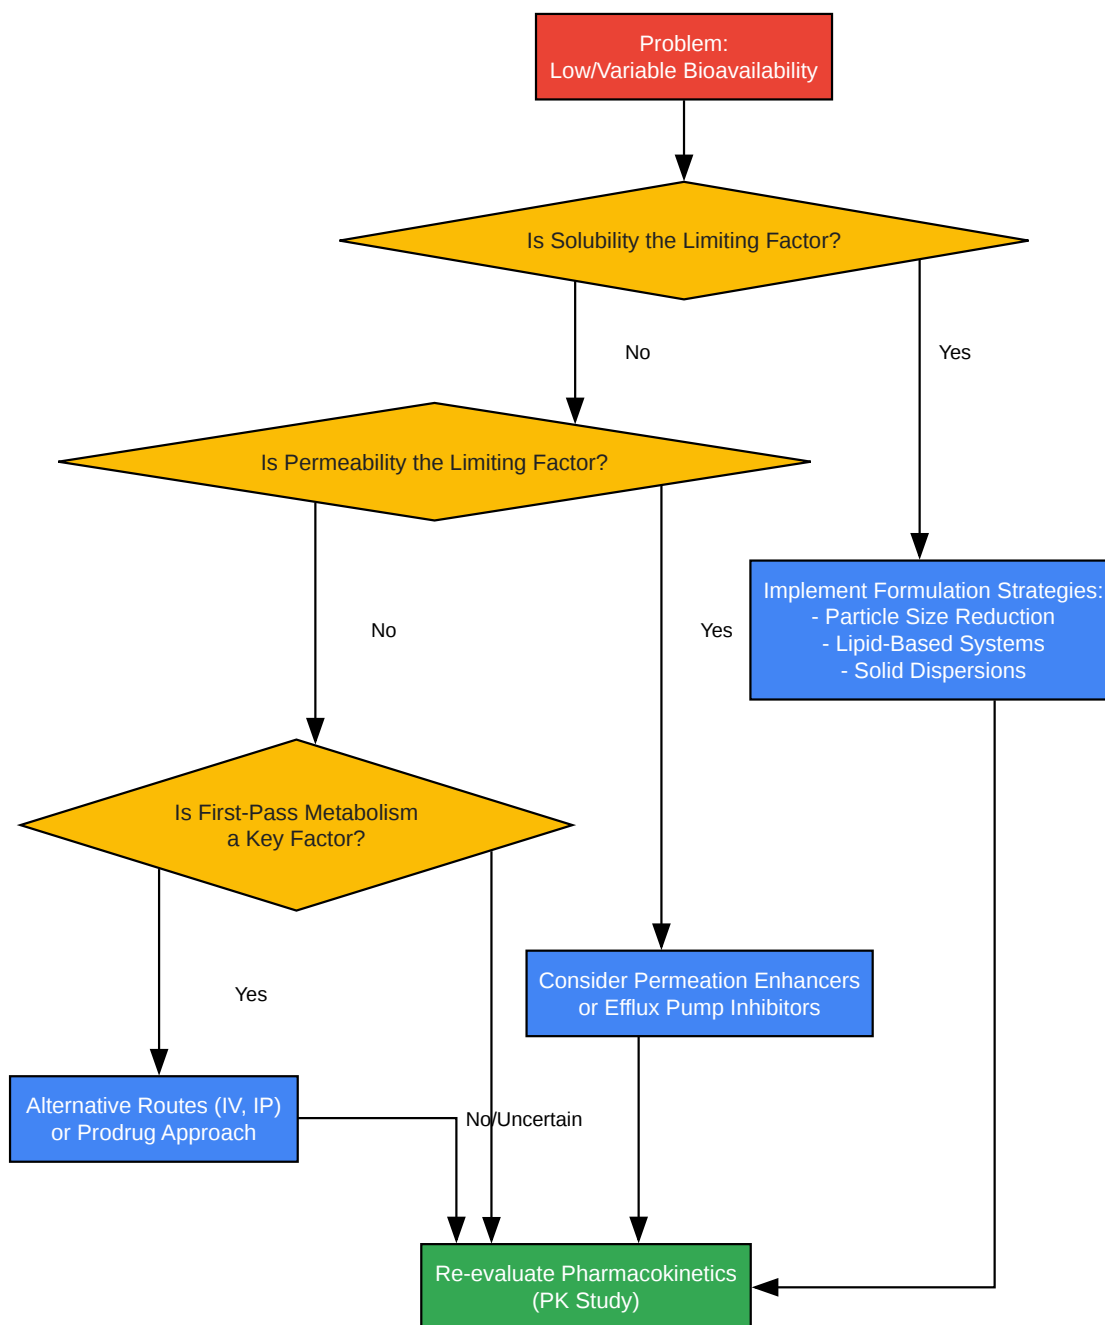 Problem:
Low/Variable Bioavailability
Is Solubility the Limiting Factor?
No
Yes
Is Permeability the Limiting Factor?
Implement Formulation Strategies:
- Particle Size Reduction
- Lipid-Based Systems
- Solid Dispersions
No
Yes
Is First-Pass Metabolism
a Key Factor?
Yes
Consider Permeation Enhancers
or Efflux Pump Inhibitors
Alternative Routes (IV, IP)
or Prodrug Approach
No/Uncertain
Re-evaluate Pharmacokinetics
(PK Study)